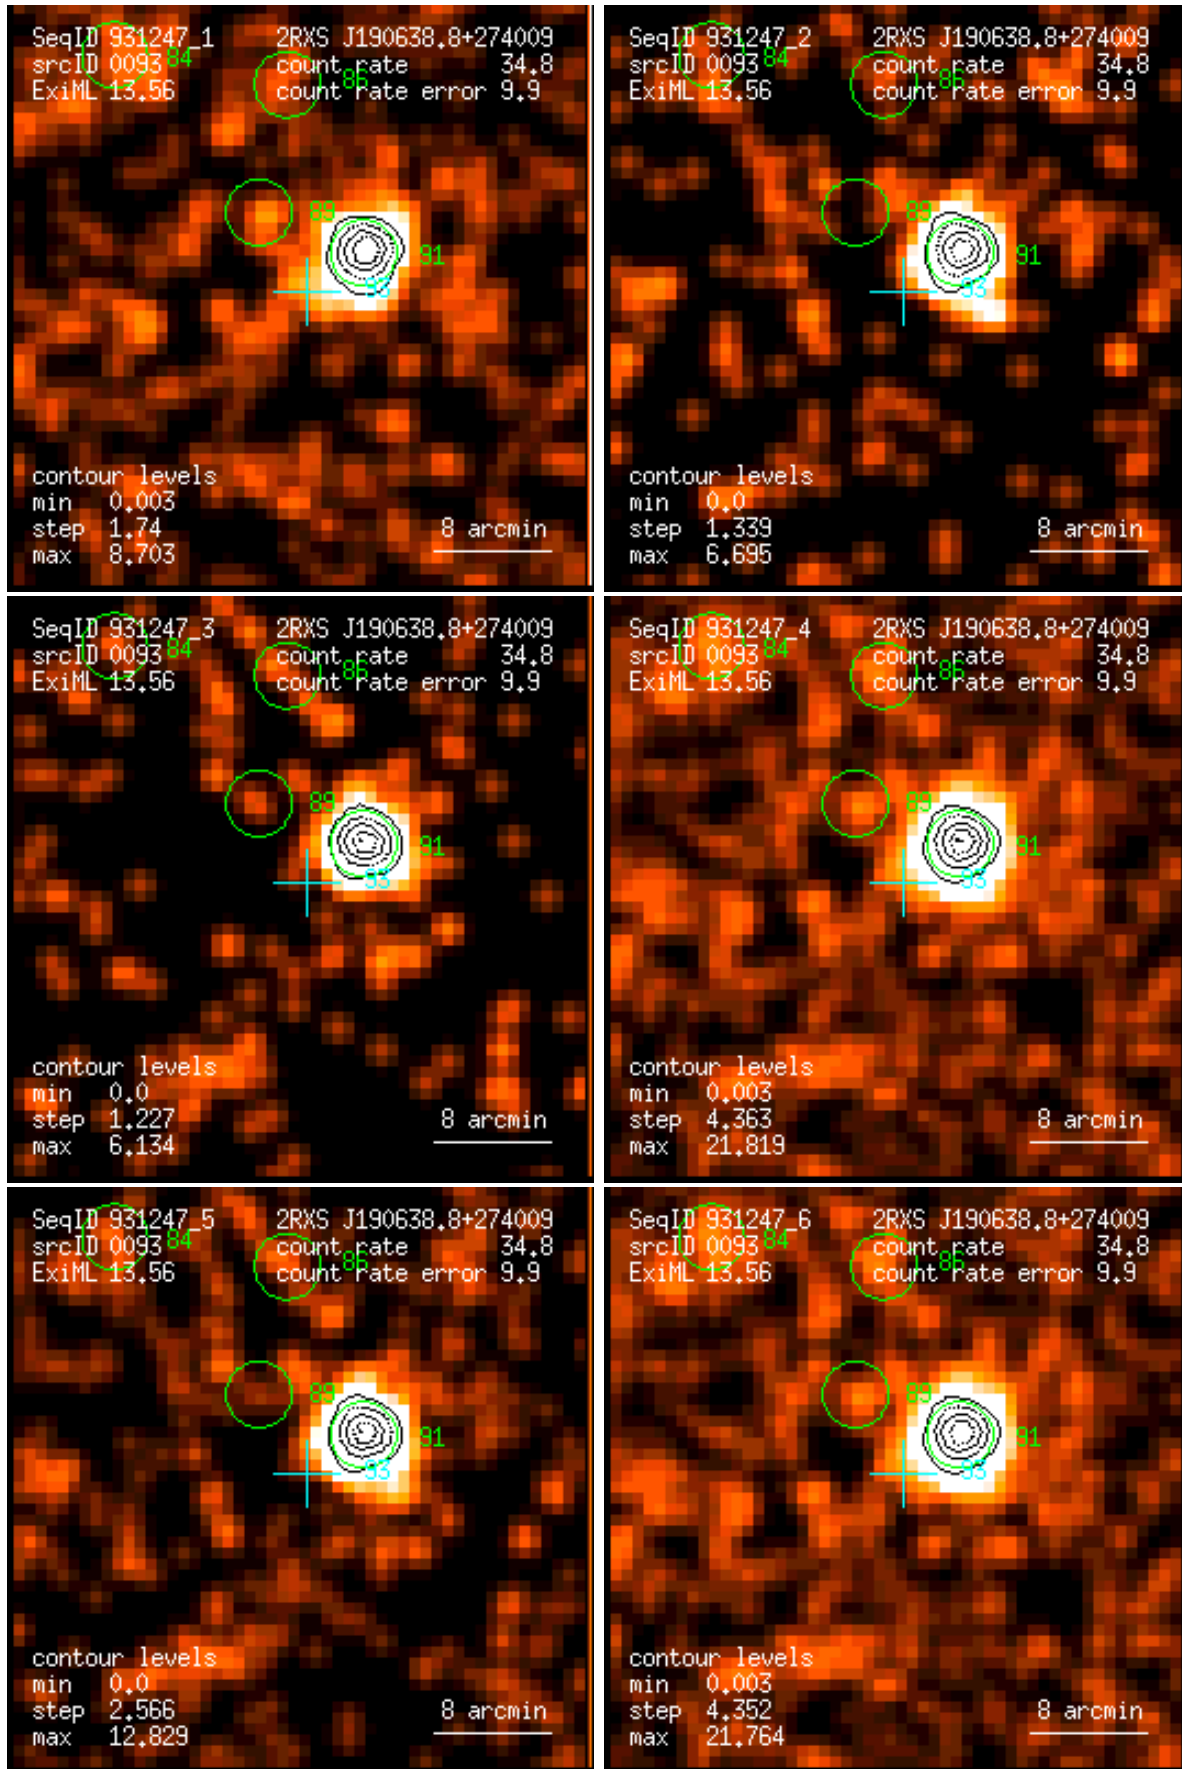 SeqID 931247_1 2RXS J190638.8+274009
srcID 0093 84 count rate 34.8
ExiML 13.56 86 count rate error 9.9
89
91
93
contour levels
min 0.003
step 1.74
max 8.703
8 arcmin
SeqID 931247_2 2RXS J190638.8+274009
srcID 0093 84 count rate 34.8
ExiML 13.56 86 count rate error 9.9
89
91
93
contour levels
min 0.0
step 1.339
max 6.695
8 arcmin
SeqID 931247_3 2RXS J190638.8+274009
srcID 0093 84 count rate 34.8
ExiML 13.56 86 count rate error 9.9
89
91
93
contour levels
min 0.0
step 1.227
max 6.134
8 arcmin
SeqID 931247_4 2RXS J190638.8+274009
srcID 0093 84 count rate 34.8
ExiML 13.56 86 count rate error 9.9
89
91
93
contour levels
min 0.003
step 4.363
max 21.819
8 arcmin
SeqID 931247_5 2RXS J190638.8+274009
srcID 0093 84 count rate 34.8
ExiML 13.56 86 count rate error 9.9
89
91
93
contour levels
min 0.0
step 2.566
max 12.829
8 arcmin
SeqID 931247_6 2RXS J190638.8+274009
srcID 0093 84 count rate 34.8
ExiML 13.56 86 count rate error 9.9
89
91
93
contour levels
min 0.003
step 4.352
max 21.764
8 arcmin